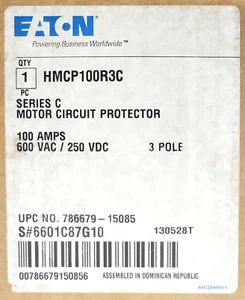 EATON
Powering Business Worldwide™
QTY
1 HMCP100R3C
PC
SERIES C
MOTOR CIRCUIT PROTECTOR
100 AMPS
600 VAC / 250 VDC 3 POLE
UPC NO. 786679-15085
S#6601C87G10 130528T
00786679150856 ASSEMBLED IN DOMINICAN REPUBLIC